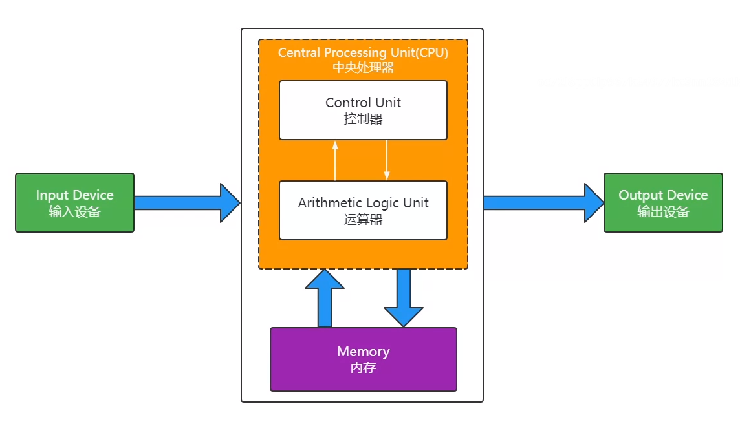 Central Processing Unit(CPU)
中央处理器
Control Unit
控制器
Input Device
输入设备
Arithmetic Logic Unit
运算器
Output Device
输出设备
Memory
内存